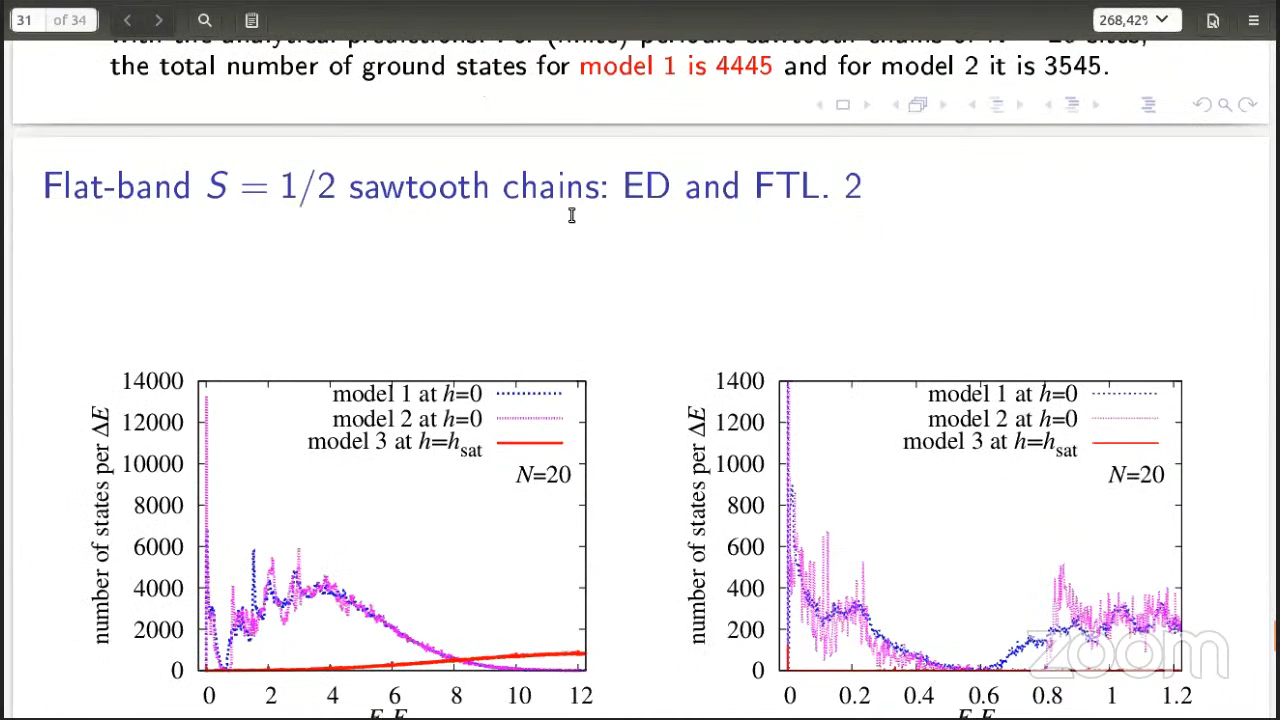 31 of 34 268,42%
the total number of ground states for model 1 is 4445 and for model 2 it is 3545.
Flat-band S = 1/2 sawtooth chains: ED and FTL. 2
number of states per ΔE
14000
12000
10000
8000
6000
4000
2000
0
model 1 at h=0
model 2 at h=0
model 3 at h=hsat
N=20
0 2 4 6 8 10 12
number of states per ΔE
1400
1200
1000
800
600
400
200
0
model 1 at h=0
model 2 at h=0
model 3 at h=hsat
N=20
0 0.2 0.4 0.6 0.8 1 1.2
zoom